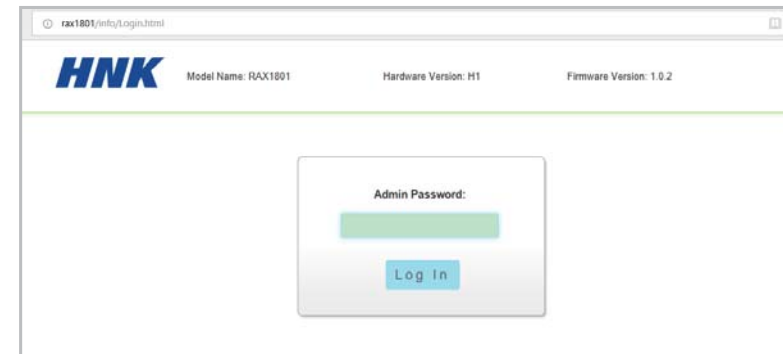 rax1801/info/Login.html
HNK Model Name: RAX1801 Hardware Version: H1 Firmware Version: 1.0.2
Admin Password:
Log In